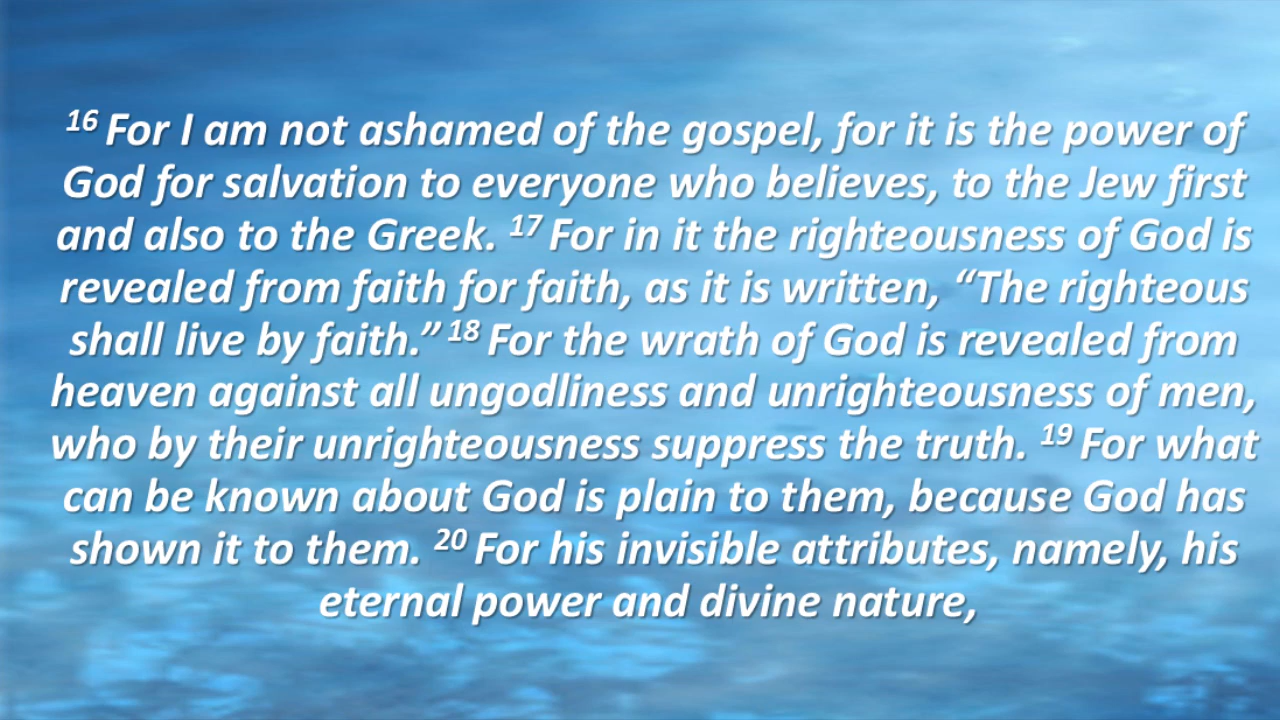 16 For I am not ashamed of the gospel, for it is the power of
God for salvation to everyone who believes, to the Jew first
and also to the Greek. 17 For in it the righteousness of God is
revealed from faith for faith, as it is written, “The righteous
shall live by faith.” 18 For the wrath of God is revealed from
heaven against all ungodliness and unrighteousness of men,
who by their unrighteousness suppress the truth. 19 For what
can be known about God is plain to them, because God has
shown it to them. 20 For his invisible attributes, namely, his
eternal power and divine nature,